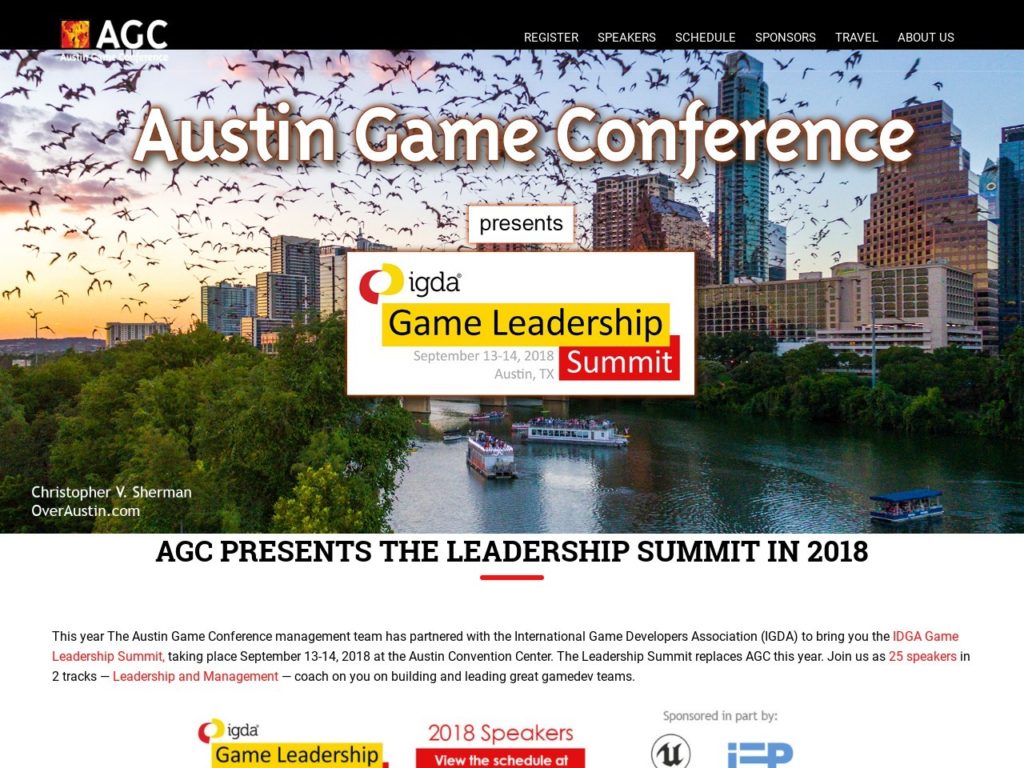 AGC
Austin Game Conference
REGISTER SPEAKERS SCHEDULE SPONSORS TRAVEL ABOUT US
Austin Game Conference
presents
igda®
Game Leadership
September 13-14, 2018
Austin, TX
Summit
Christopher V. Sherman
OverAustin.com
AGC PRESENTS THE LEADERSHIP SUMMIT IN 2018
This year The Austin Game Conference management team has partnered with the International Game Developers Association (IGDA) to bring you the IDGA Game
Leadership Summit, taking place September 13-14, 2018 at the Austin Convention Center. The Leadership Summit replaces AGC this year. Join us as 25 speakers in
2 tracks — Leadership and Management — coach on you on building and leading great gamedev teams.
igda®
Game Leadership
2018 Speakers
View the schedule at
Sponsored in part by:
iEP